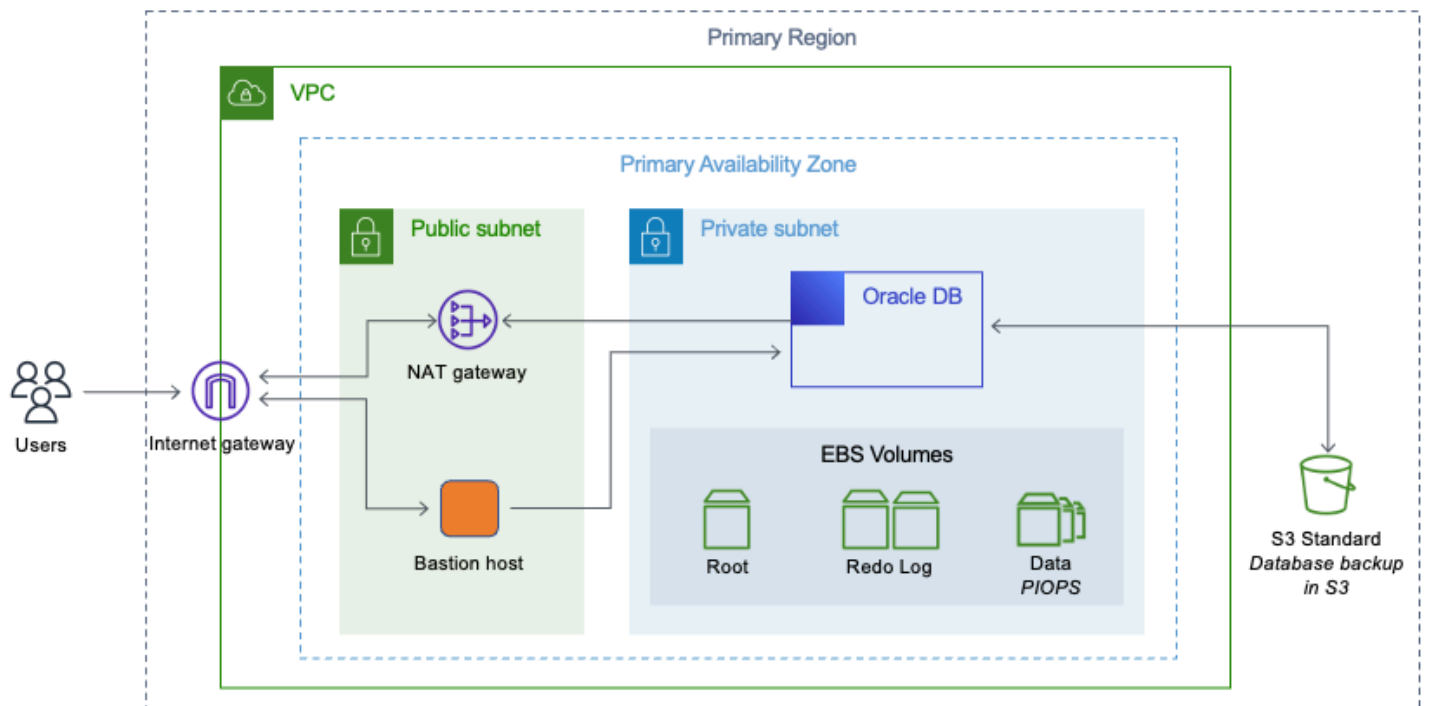 Primary Region
VPC
Primary Availability Zone
Public subnet
Private subnet
Oracle DB
NAT gateway
Users
Internet gateway
EBS Volumes
Bastion host
Root
Redo Log
Data
PIOPS
S3 Standard
Database backup
in S3